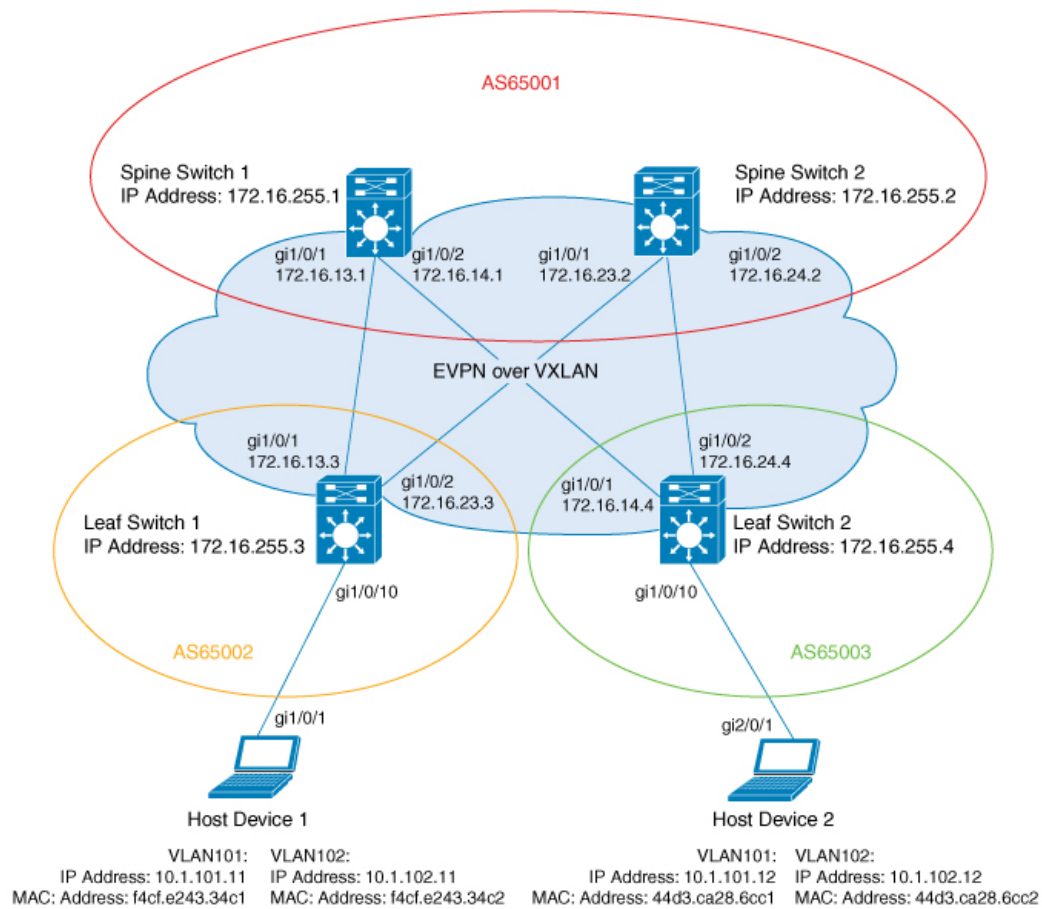 AS65001
Spine Switch 1
IP Address: 172.16.255.1
Spine Switch 2
IP Address: 172.16.255.2
gi1/0/1
172.16.13.1
gi1/0/2
172.16.14.1
gi1/0/1
172.16.23.2
gi1/0/2
172.16.24.2
EVPN over VXLAN
gi1/0/1
172.16.13.3
gi1/0/2
172.16.23.3
gi1/0/1
172.16.14.4
gi1/0/2
172.16.24.4
Leaf Switch 1
IP Address: 172.16.255.3
Leaf Switch 2
IP Address: 172.16.255.4
gi1/0/10
gi1/0/10
AS65002
AS65003
gi1/0/1
gi2/0/1
Host Device 1
Host Device 2
VLAN101:
IP Address: 10.1.101.11
MAC: Address: f4cf.e243.34c1
VLAN102:
IP Address: 10.1.102.11
MAC: Address: f4cf.e243.34c2
VLAN101:
IP Address: 10.1.101.12
MAC: Address: 44d3.ca28.6cc1
VLAN102:
IP Address: 10.1.102.12
MAC: Address: 44d3.ca28.6cc2